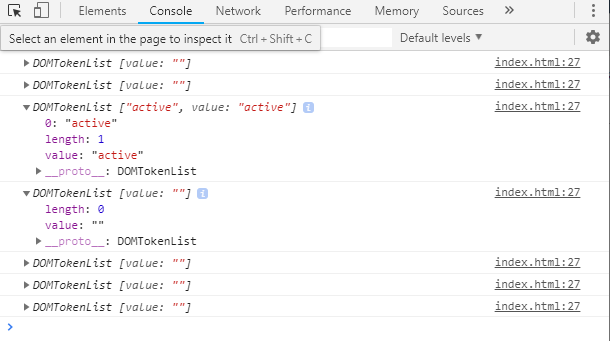 Elements Console Network Performance Memory Sources »
Select an element in the page to inspect it Ctrl + Shift + C Default levels ▼
▶ DOMTokenList [value: ""] index.html:27
▶ DOMTokenList [value: ""] index.html:27
▼ DOMTokenList ["active", value: "active"] i index.html:27
0: "active"
length: 1
value: "active"
▶ __proto__: DOMTokenList
▼ DOMTokenList [value: ""] i index.html:27
length: 0
value: ""
▶ __proto__: DOMTokenList
▶ DOMTokenList [value: ""] index.html:27
▶ DOMTokenList [value: ""] index.html:27
▶ DOMTokenList [value: ""] index.html:27
>